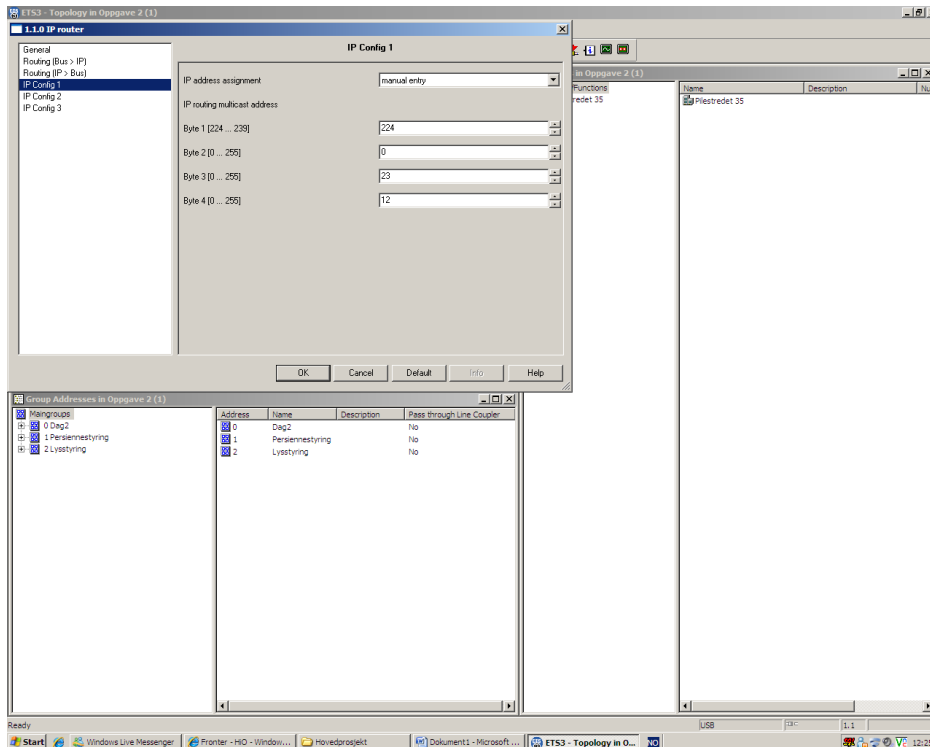 ETS3 - Topology in Oppgave 2 (1)
1.1.0 IP router
General
Routing (Bus > IP)
Routing (IP > Bus)
IP Config 1
IP Config 2
IP Config 3
IP Config 1
IP address assignment
manual entry
IP routing multicast address
Byte 1 [224 ... 239]
224
Byte 2 [0 ... 255]
0
Byte 3 [0 ... 255]
23
Byte 4 [0 ... 255]
12
OK Cancel Default Info Help
in Oppgave 2 (1)
Functions
redet 35
Name Description Nu
Pilestredet 35
Group Addresses in Oppgave 2 (1)
Maingroups
0 Dag2
1 Persiennestyring
2 Lysstyring
Address Name Description Pass through Line Coupler
0 Dag2 No
1 Persiennestyring No
2 Lysstyring No
Ready
USB
1.1
Start Windows Live Messenger Fronter - HiO - Window... Hovedprosjekt Dokument1 - Microsoft ... ETS3 - Topology in O... NO